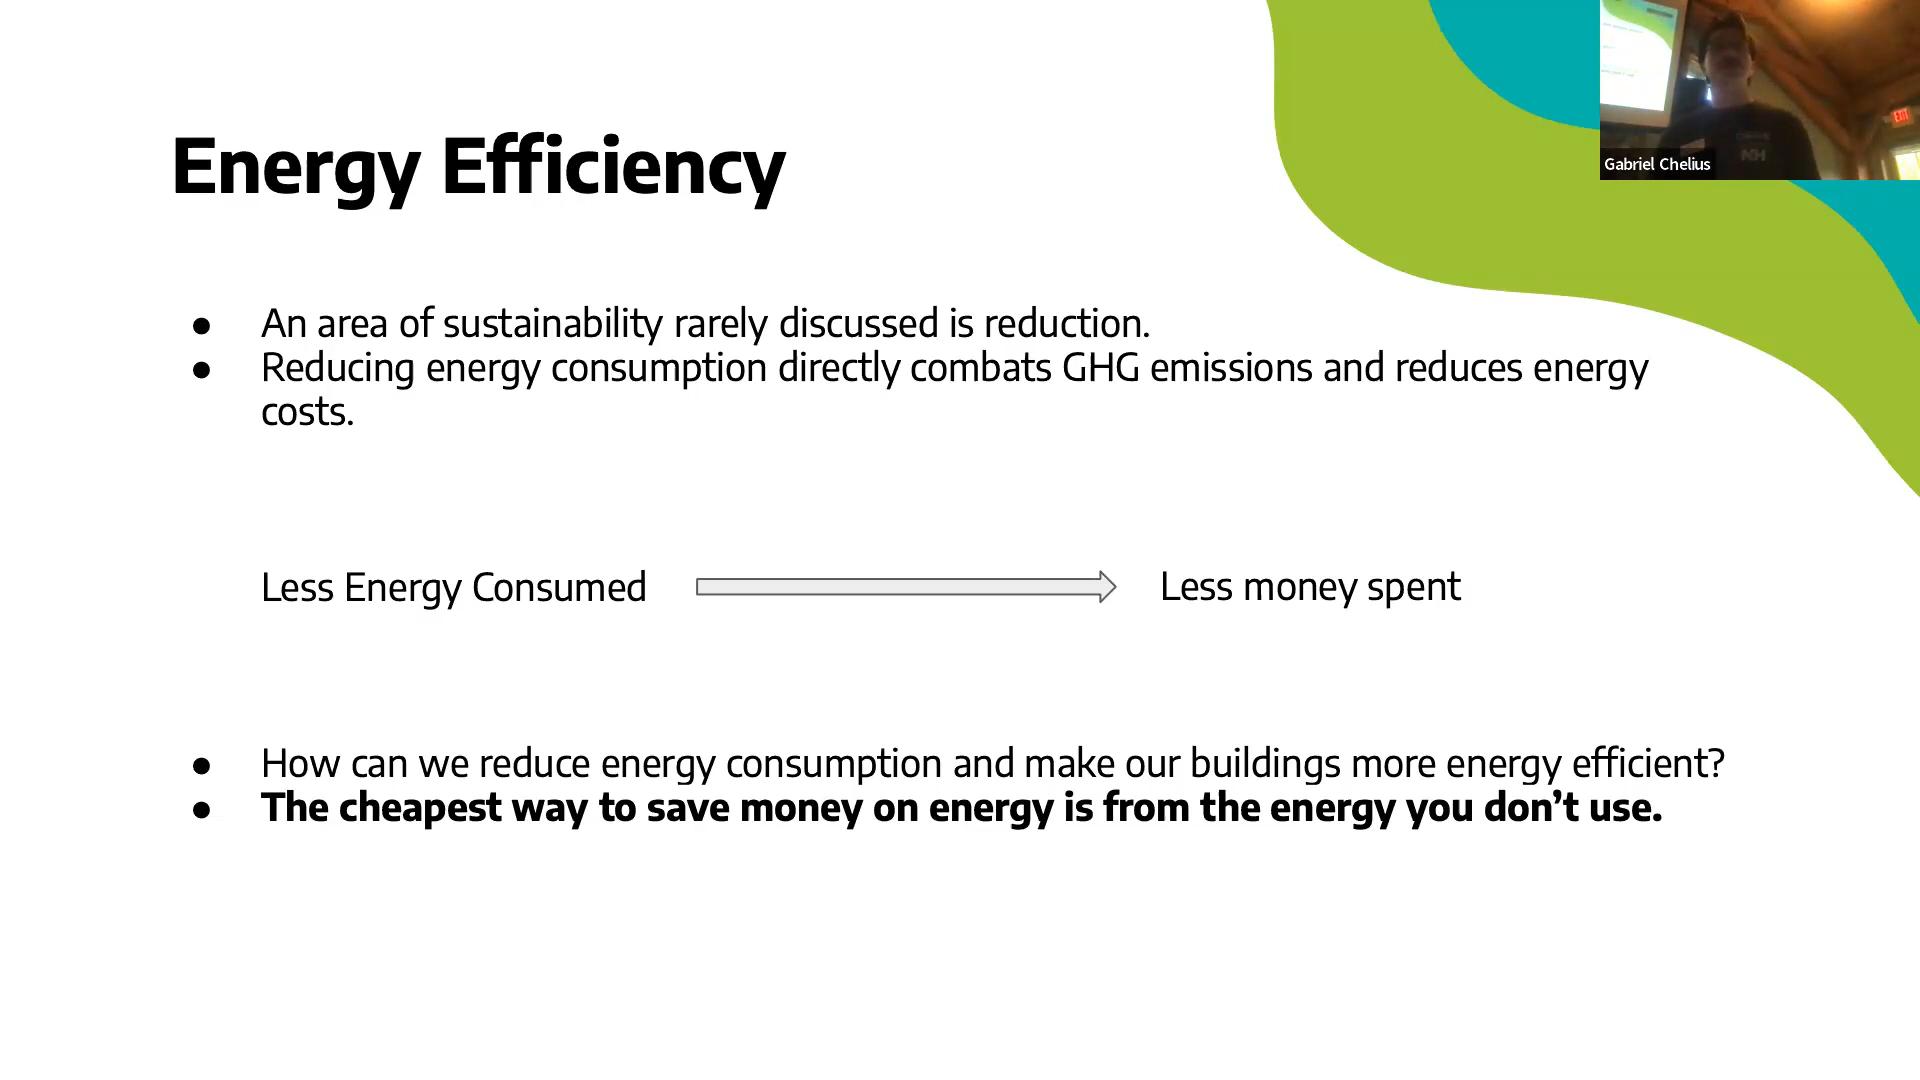 Energy Efficiency
● An area of sustainability rarely discussed is reduction.
● Reducing energy consumption directly combats GHG emissions and reduces energy
costs.
Less Energy Consumed
Less money spent
● How can we reduce energy consumption and make our buildings more energy efficient?
● The cheapest way to save money on energy is from the energy you don’t use.
Gabriel Chelius
EXIT
NH